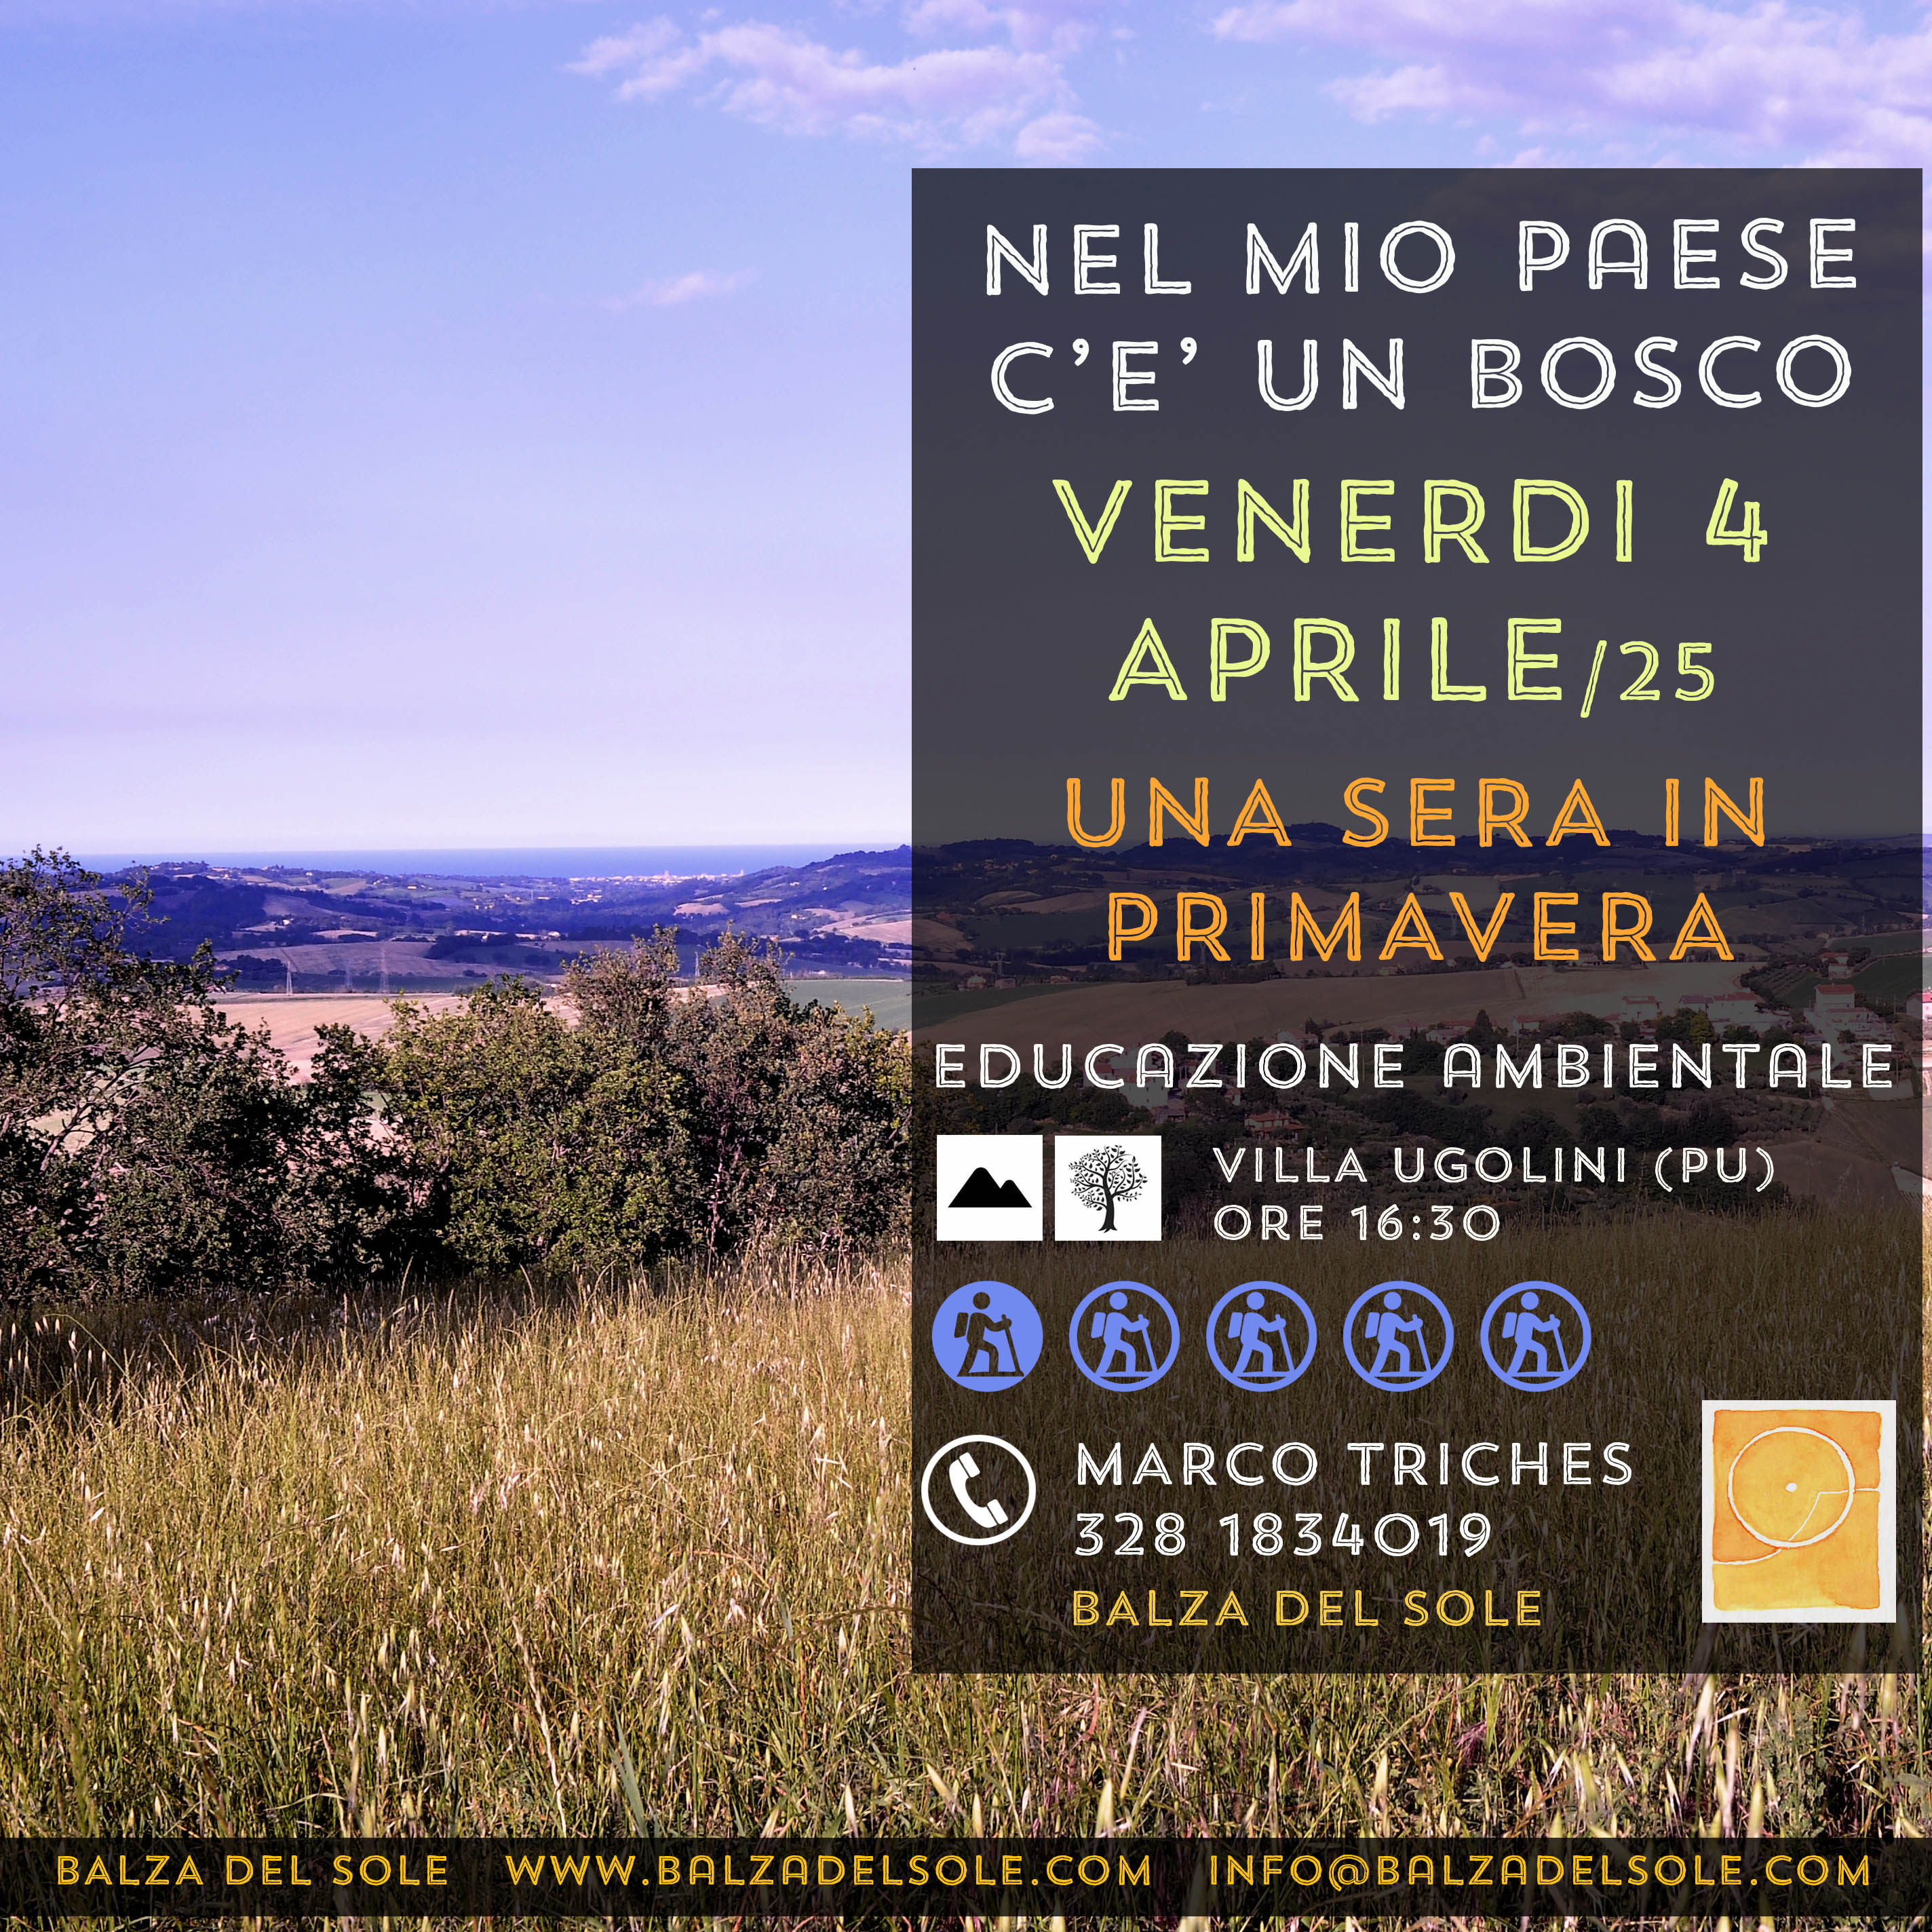 NEL MIO PAESE
C'E' UN BOSCO
VENERDI 4
APRILE/25
UNA SERA IN
PRIMAVERA
EDUCAZIONE AMBIENTALE
VILLA UGOLINI (PU)
ORE 16:30
MARCO TRICHES
328 1834019
BALZA DEL SOLE
BALZA DEL SOLE WWW.BALZADELSOLE.COM INFO@BALZADELSOLE.COM